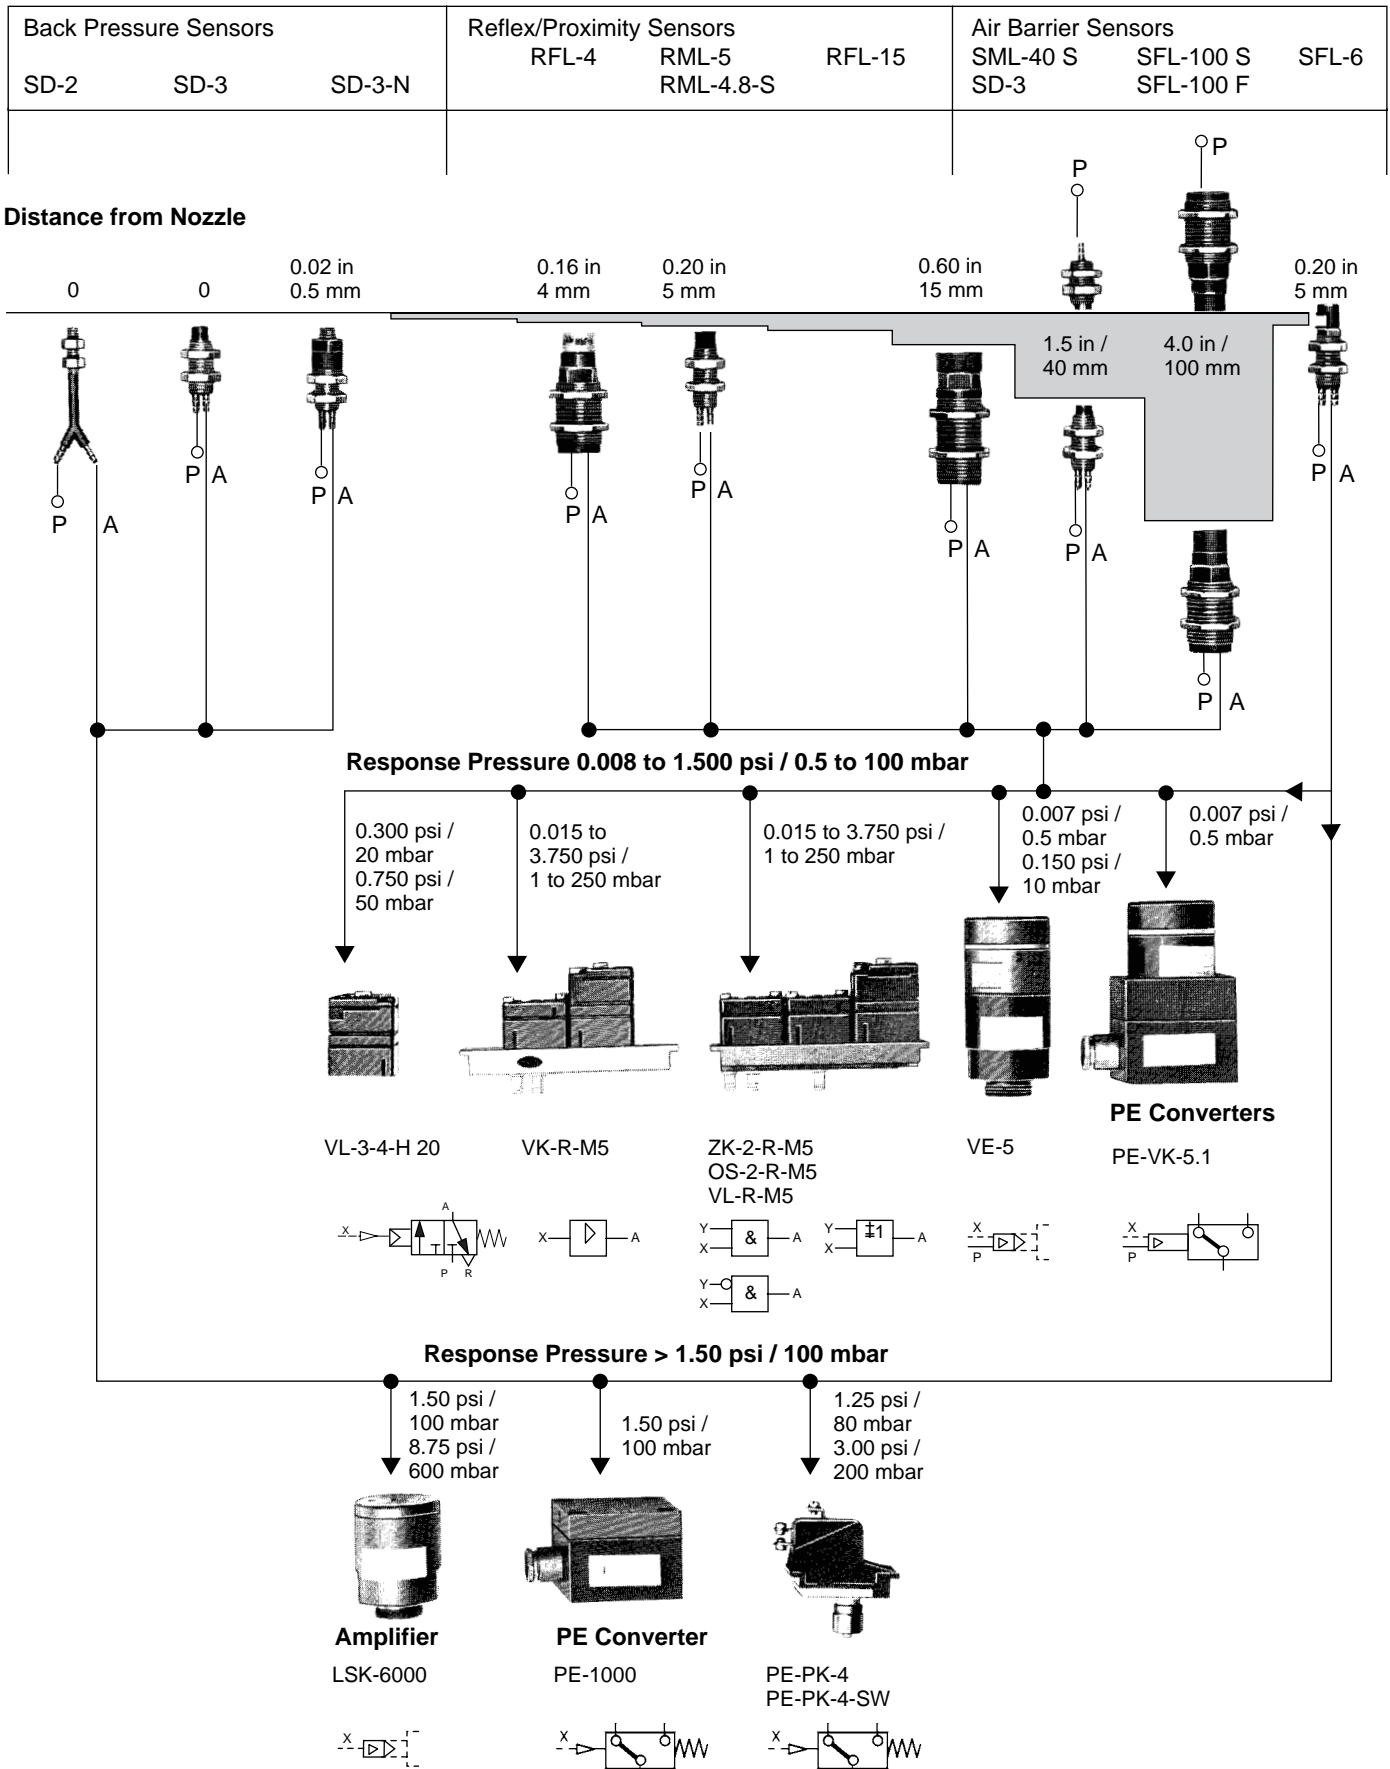 Back Pressure Sensors
SD-2 SD-3 SD-3-N
Reflex/Proximity Sensors
RFL-4 RML-5 RFL-15
RML-4.8-S
Air Barrier Sensors
SML-40 S SFL-100 S SFL-6
SD-3 SFL-100 F
P
P
Distance from Nozzle
0
0
0.02 in
0.5 mm
0.16 in
4 mm
0.20 in
5 mm
0.60 in
15 mm
0.20 in
5 mm
1.5 in /
40 mm
4.0 in /
100 mm
P A
P A
P A
P A
P A
P A
P A
P A
P A
Response Pressure 0.008 to 1.500 psi / 0.5 to 100 mbar
0.300 psi /
20 mbar
0.750 psi /
50 mbar
0.015 to
3.750 psi /
1 to 250 mbar
0.015 to 3.750 psi /
1 to 250 mbar
0.007 psi /
0.5 mbar
0.150 psi /
10 mbar
0.007 psi /
0.5 mbar
PE Converters
VL-3-4-H 20
VK-R-M5
ZK-2-R-M5
OS-2-R-M5
VL-R-M5
VE-5
PE-VK-5.1
X A P R
X A
Y X & A
Y X ‡1 A
Y X & A
X P
X P
Response Pressure > 1.50 psi / 100 mbar
1.50 psi /
100 mbar
8.75 psi /
600 mbar
1.50 psi /
100 mbar
1.25 psi /
80 mbar
3.00 psi /
200 mbar
Amplifier
LSK-6000
PE Converter
PE-1000
PE-PK-4
PE-PK-4-SW
X
X
X